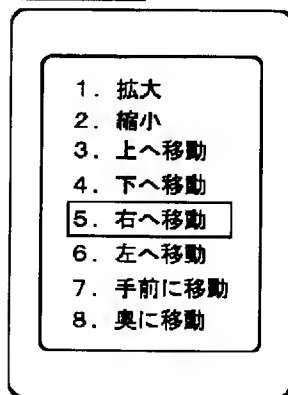 1. 拡大
2. 縮小
3. 上へ移動
4. 下へ移動
5. 右へ移動
6. 左へ移動
7. 手前に移動
8. 奥に移動